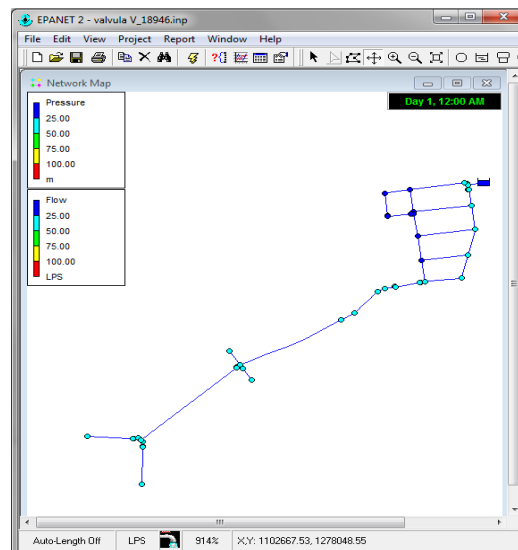 EPANET 2 - valvula V_18946.inp
File Edit View Project Report Window Help
Network Map
Day 1, 12:00 AM
Pressure
25.00
50.00
75.00
100.00
m
Flow
25.00
50.00
75.00
100.00
LPS
Auto-Length Off LPS 914% X,Y: 1102667.53, 1278048.55